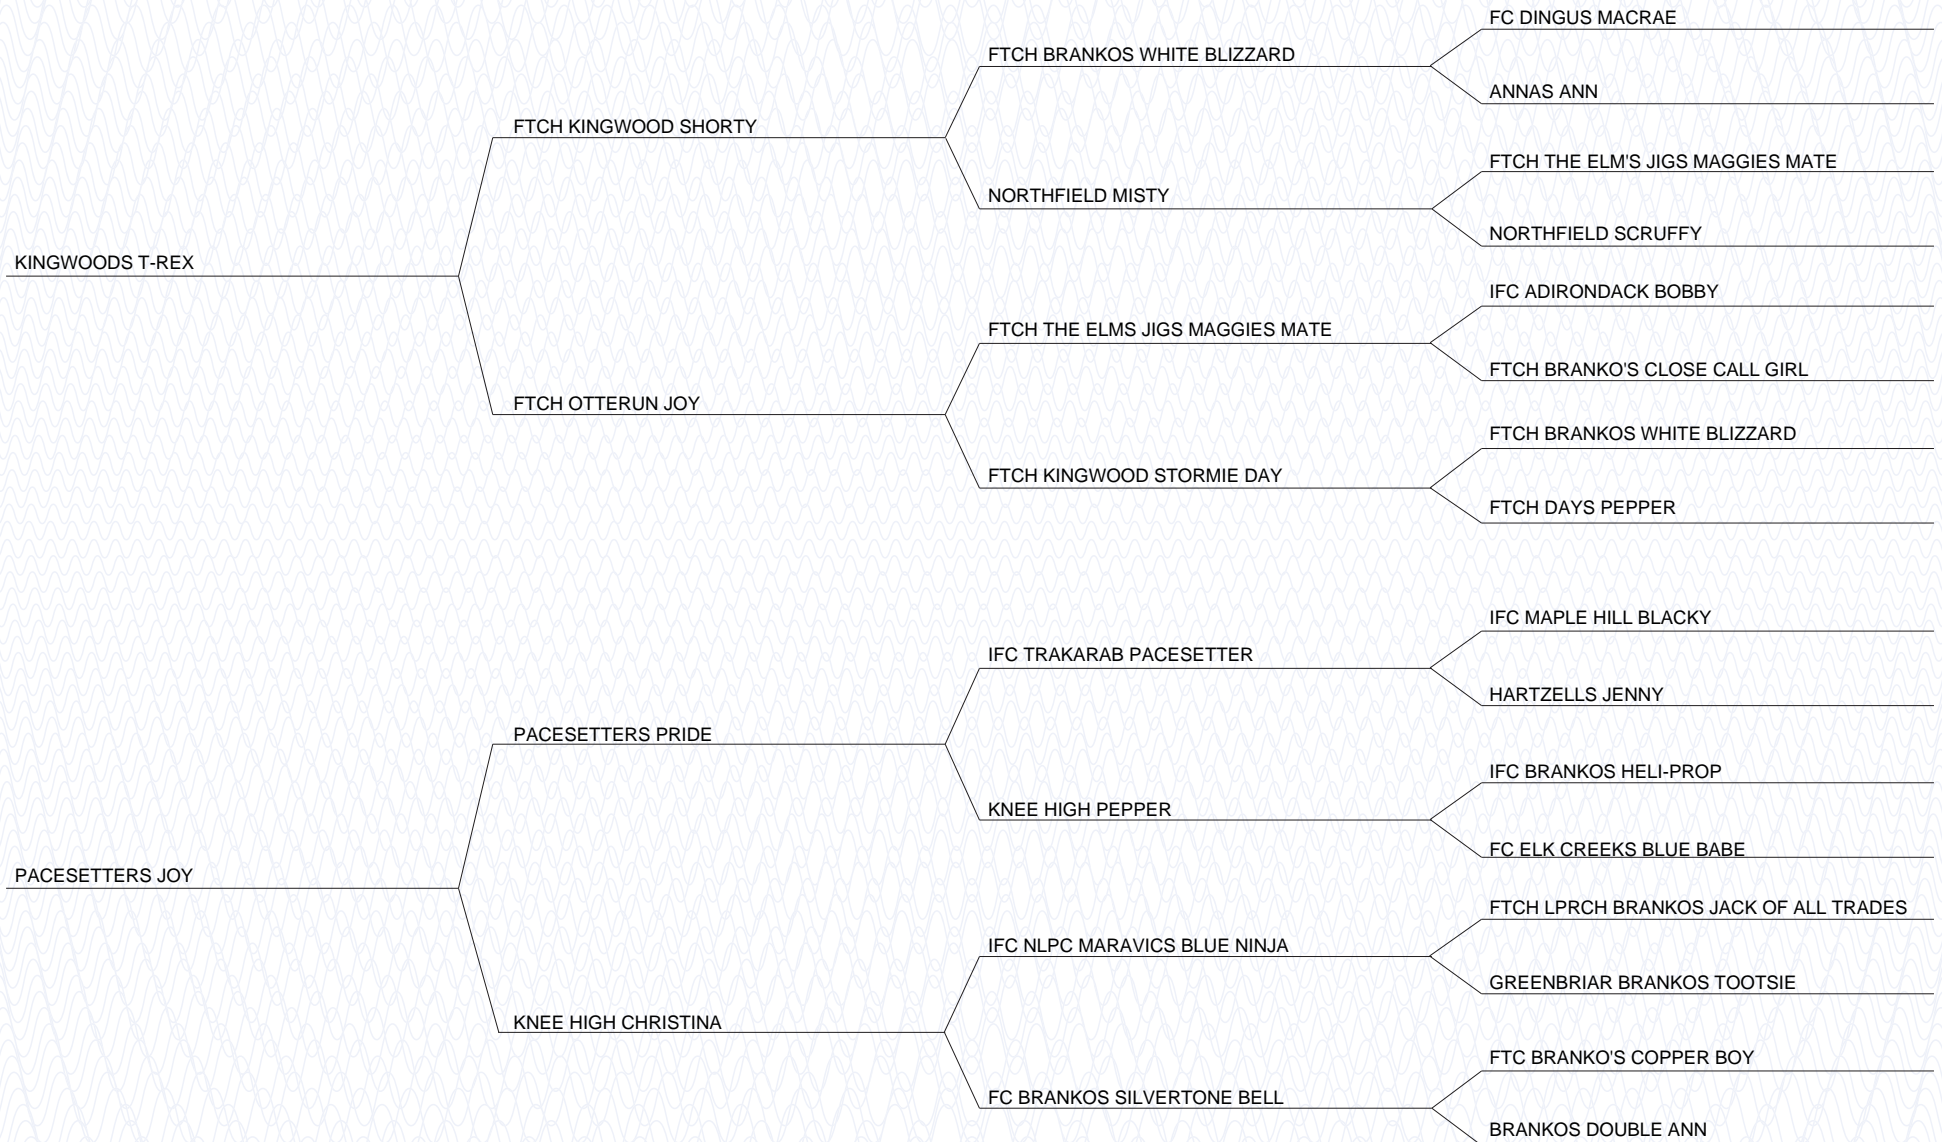 FC DINGUS MACRAE
FTCH BRANKOS WHITE BLIZZARD
ANNAS ANN
FTCH KINGWOOD SHORTY
FTCH THE ELM'S JIGS MAGGIES MATE
NORTHFIELD MISTY
NORTHFIELD SCRUFFY
KINGWOODS T-REX
IFC ADIRONDACK BOBBY
FTCH THE ELMS JIGS MAGGIES MATE
FTCH BRANKO'S CLOSE CALL GIRL
FTCH OTTERUN JOY
FTCH BRANKOS WHITE BLIZZARD
FTCH KINGWOOD STORMIE DAY
FTCH DAYS PEPPER
IFC MAPLE HILL BLACKY
IFC TRAKARAB PACESETTER
HARTZELLS JENNY
PACESETTERS PRIDE
IFC BRANKOS HELI-PROP
KNEE HIGH PEPPER
FC ELK CREEKS BLUE BABE
PACESETTERS JOY
FTCH LPRCH BRANKOS JACK OF ALL TRADES
IFC NLPC MARAVICS BLUE NINJA
GREENBRIAR BRANKOS TOOTSIE
KNEE HIGH CHRISTINA
FTC BRANKO'S COPPER BOY
FC BRANKOS SILVERTONE BELL
BRANKOS DOUBLE ANN